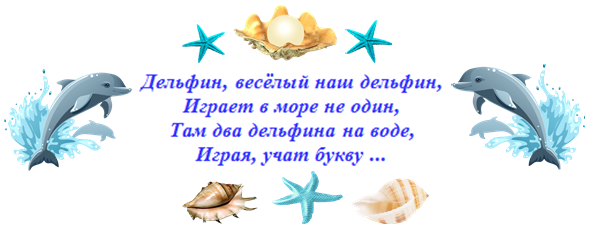 Дельфин, весёлый наш дельфин,
Играет в море не один,
Там два дельфина на воде,
Играя, учат букву ...